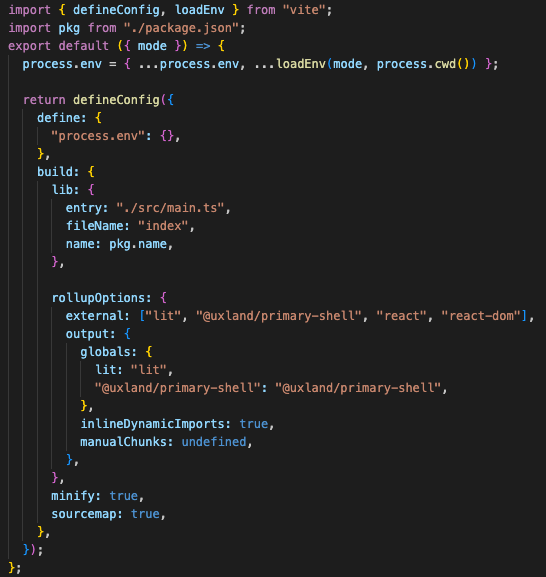 import { defineConfig, loadEnv } from "vite";
import pkg from "./package.json";
export default ({ mode }) => {
  process.env = { ...process.env, ...loadEnv(mode, process.cwd()) };

  return defineConfig({
    define: {
      "process.env": {},
    },
    build: {
      lib: {
        entry: "./src/main.ts",
        fileName: "index",
        name: pkg.name,
      },

      rollupOptions: {
        external: ["lit", "@uxland/primary-shell", "react", "react-dom"],
        output: {
          globals: {
            lit: "lit",
            "@uxland/primary-shell": "@uxland/primary-shell",
          },
          inlineDynamicImports: true,
          manualChunks: undefined,
        },
      },
      minify: true,
      sourcemap: true,
    },
  });
};